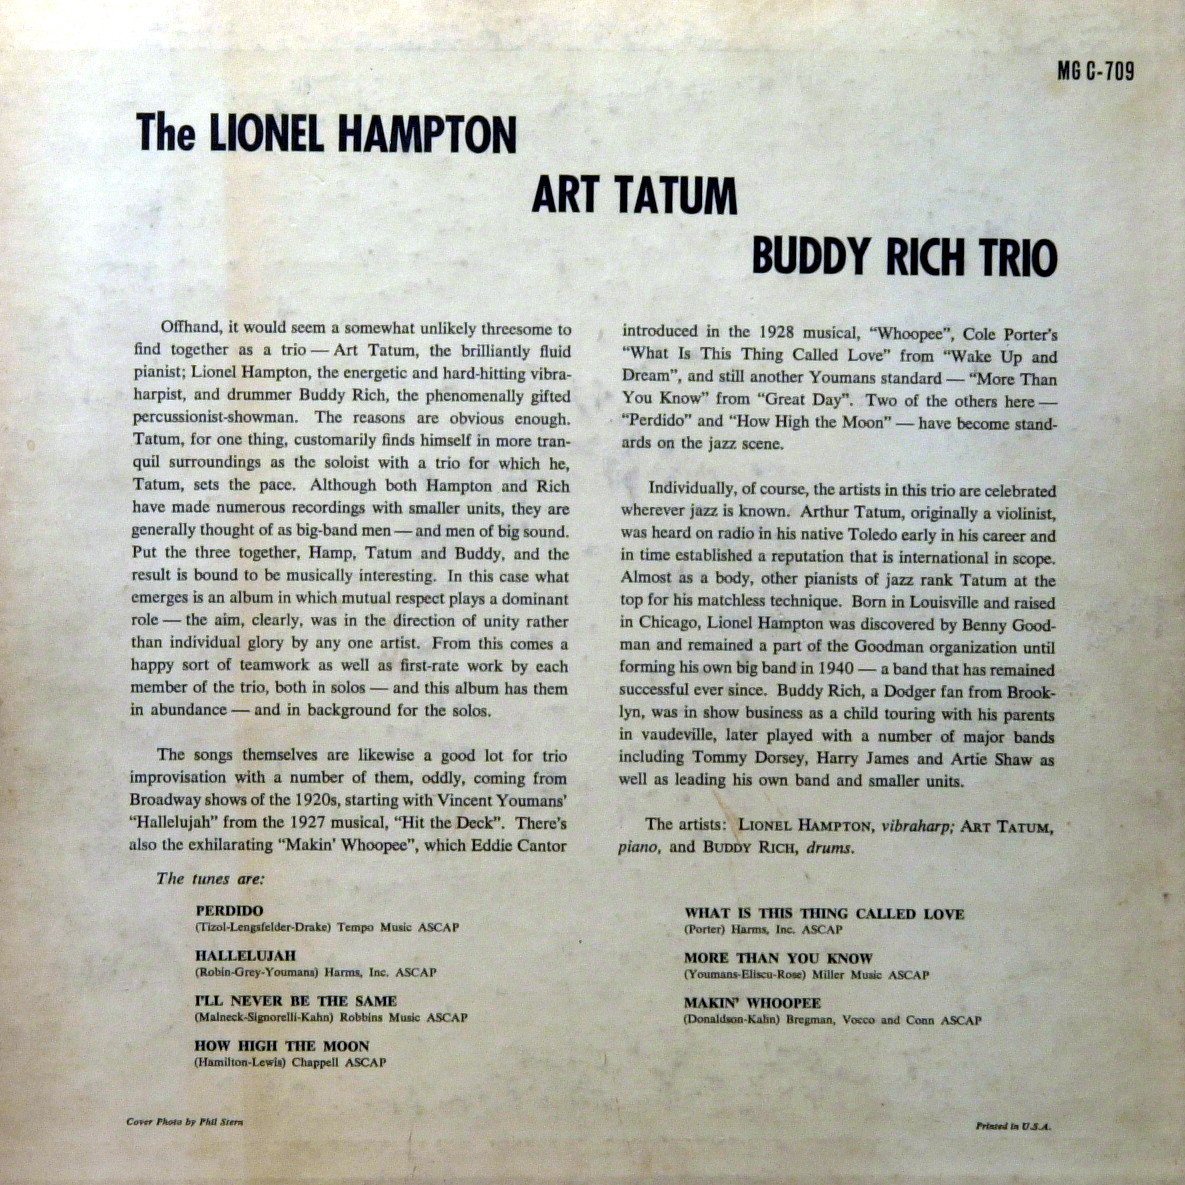 MG C-709
The LIONEL HAMPTON
ART TATUM
BUDDY RICH TRIO
Offhand, it would seem a somewhat unlikely threesome to
find together as a trio — Art Tatum, the brilliantly fluid
pianist; Lionel Hampton, the energetic and hard-hitting vibra-
harpist, and drummer Buddy Rich, the phenomenally gifted
percussionist-showman. The reasons are obvious enough.
Tatum, for one thing, customarily finds himself in more tran-
quil surroundings as the soloist with a trio for which he,
Tatum, sets the pace. Although both Hampton and Rich
have made numerous recordings with smaller units, they are
generally thought of as big-band men — and men of big sound.
Put the three together, Hamp, Tatum and Buddy, and the
result is bound to be musically interesting. In this case what
emerges is an album in which mutual respect plays a dominant
role — the aim, clearly, was in the direction of unity rather
than individual glory by any one artist. From this comes a
happy sort of teamwork as well as first-rate work by each
member of the trio, both in solos — and this album has them
in abundance — and in background for the solos.
The songs themselves are likewise a good lot for trio
improvisation with a number of them, oddly, coming from
Broadway shows of the 1920s, starting with Vincent Youmans'
“Hallelujah” from the 1927 musical, “Hit the Deck”. There's
also the exhilarating “Makin' Whoopee”, which Eddie Cantor
introduced in the 1928 musical, “Whoopee”, Cole Porter's
“What Is This Thing Called Love” from “Wake Up and
Dream”, and still another Youmans standard — “More Than
You Know” from “Great Day”. Two of the others here —
“Perdido” and “How High the Moon” — have become stand-
ards on the jazz scene.
Individually, of course, the artists in this trio are celebrated
wherever jazz is known. Arthur Tatum, originally a violinist,
was heard on radio in his native Toledo early in his career and
in time established a reputation that is international in scope.
Almost as a body, other pianists of jazz rank Tatum at the
top for his matchless technique. Born in Louisville and raised
in Chicago, Lionel Hampton was discovered by Benny Good-
man and remained a part of the Goodman organization until
forming his own big band in 1940 — a band that has remained
successful ever since. Buddy Rich, a Dodger fan from Brook-
lyn, was in show business as a child touring with his parents
in vaudeville, later played with a number of major bands
including Tommy Dorsey, Harry James and Artie Shaw as
well as leading his own band and smaller units.
The artists: LIONEL HAMPTON, vibraharp; ART TATUM,
piano, and BUDDY RICH, drums.
The tunes are:
PERDIDO
(Tizol-Lengsfelder-Drake) Tempo Music ASCAP
HALLELUJAH
(Robin-Grey-Youmans) Harms, Inc. ASCAP
I'LL NEVER BE THE SAME
(Malneck-Signorelli-Kahn) Robbins Music ASCAP
HOW HIGH THE MOON
(Hamilton-Lewis) Chappell ASCAP
WHAT IS THIS THING CALLED LOVE
(Porter) Harms, Inc. ASCAP
MORE THAN YOU KNOW
(Youmans-Eliscu-Rose) Miller Music ASCAP
MAKIN' WHOOPEE
(Donaldson-Kahn) Bregman, Vocco and Conn ASCAP
Cover Photo by Phil Stern
Printed in U.S.A.